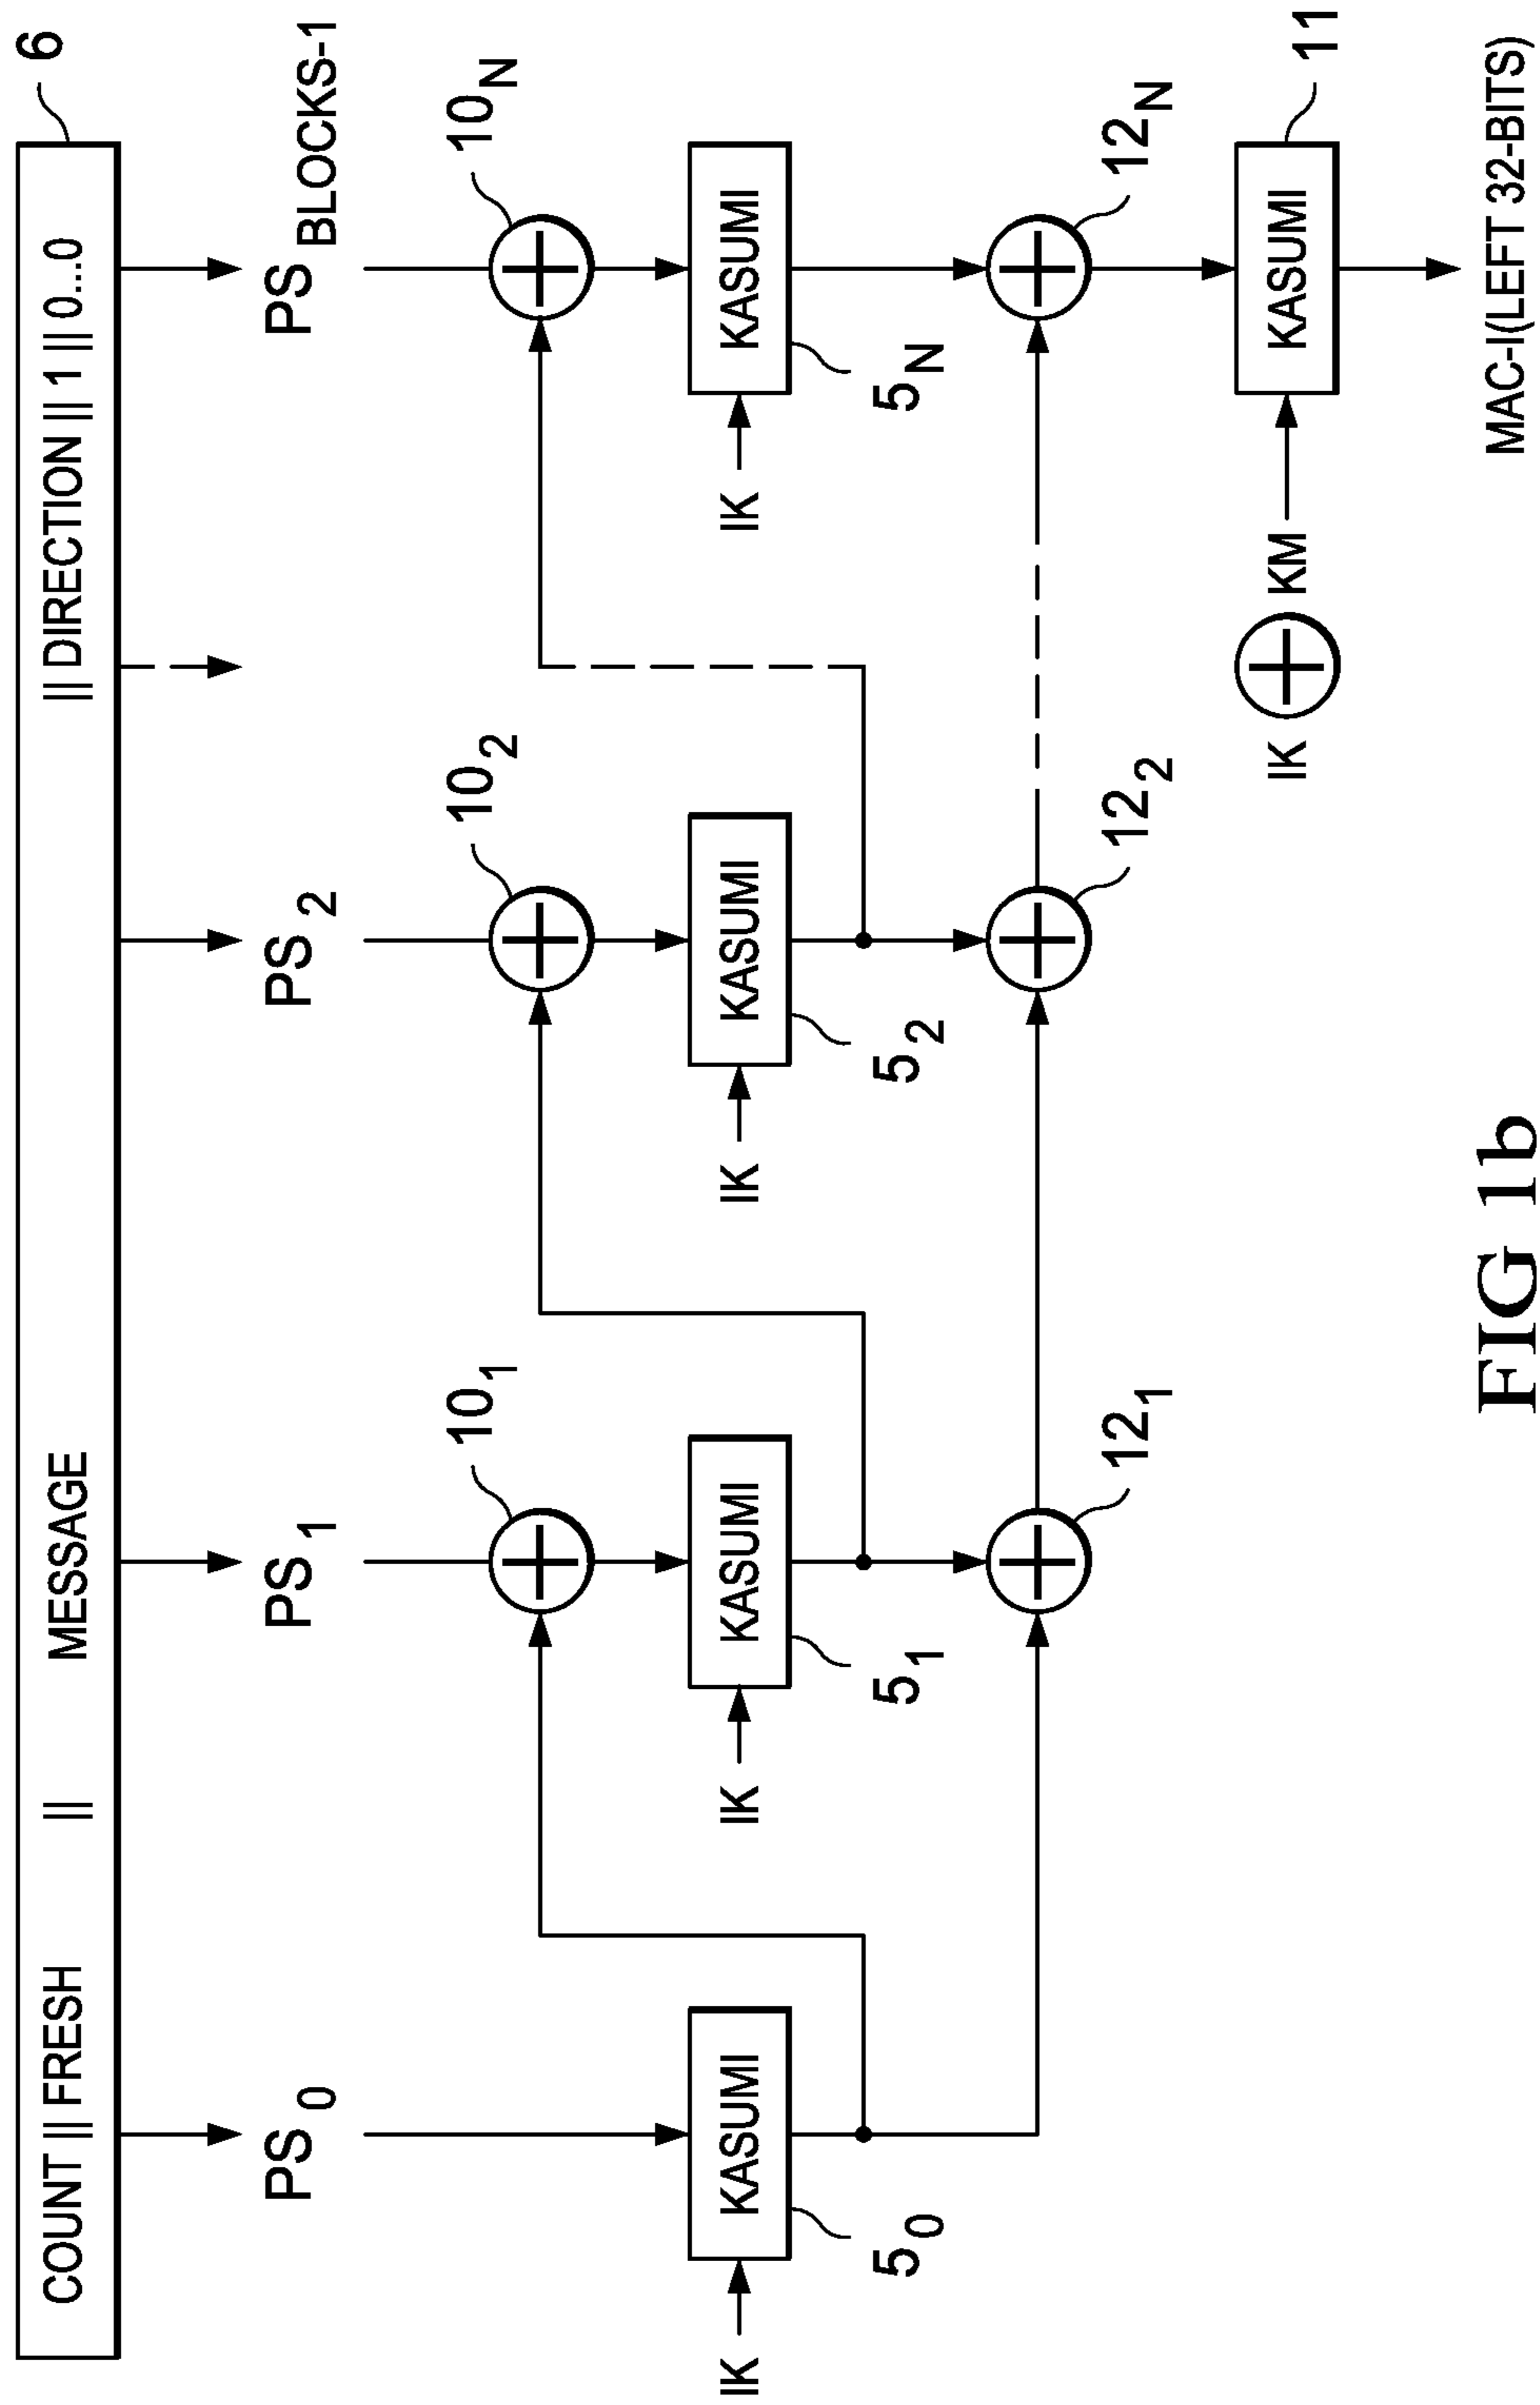 COUNT || FRESH || MESSAGE || DIRECTION || 1 || 0...0
6
PS0 PS1 PS2 PSBLOCKS-1
101 102 10N
KASUMI KASUMI KASUMI KASUMI
IK IK IK IK
50 51 52 5N
121 122 12N
IK KM KASUMI
11
MAC-I(LEFT 32-BITS)
FIG 1b